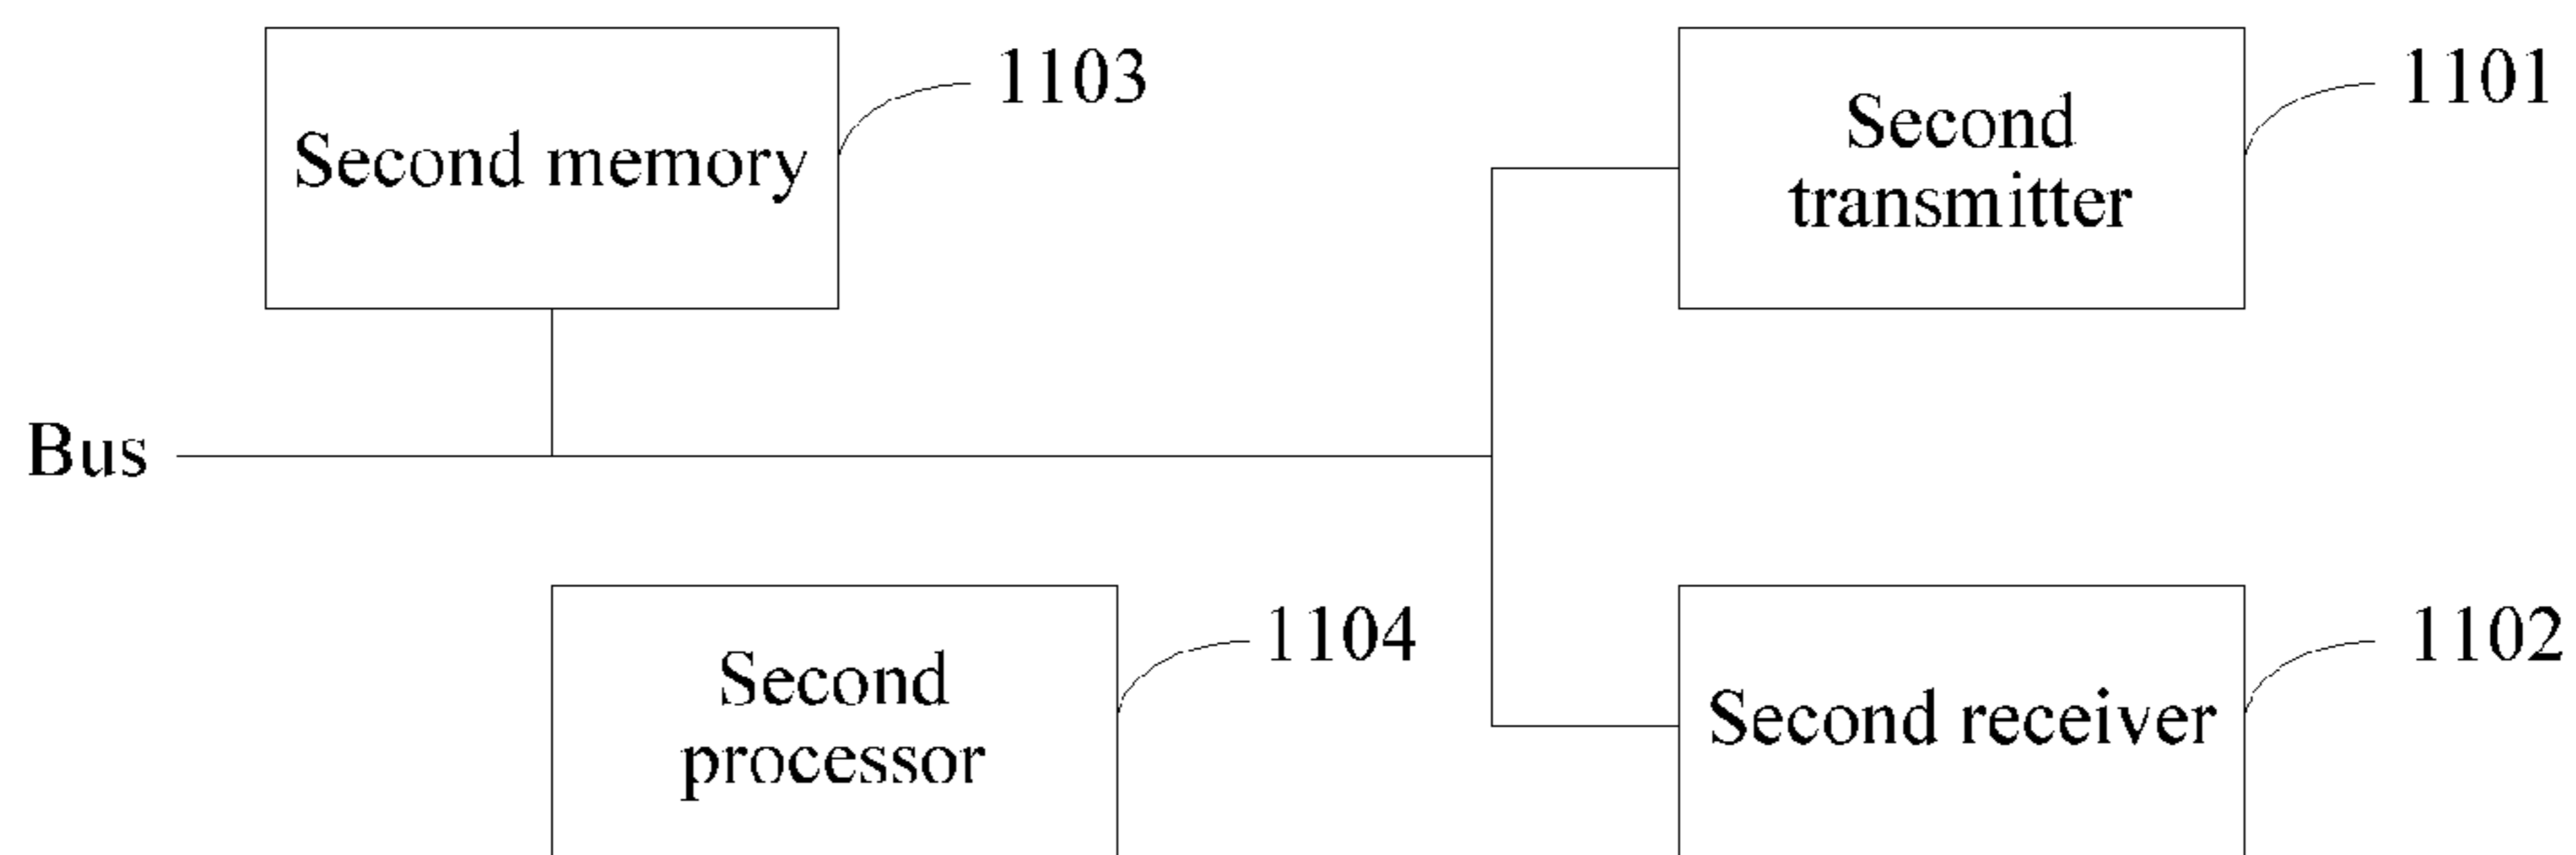 1103
Second memory
1101
Second
transmitter
Bus
1104
Second
processor
1102
Second receiver